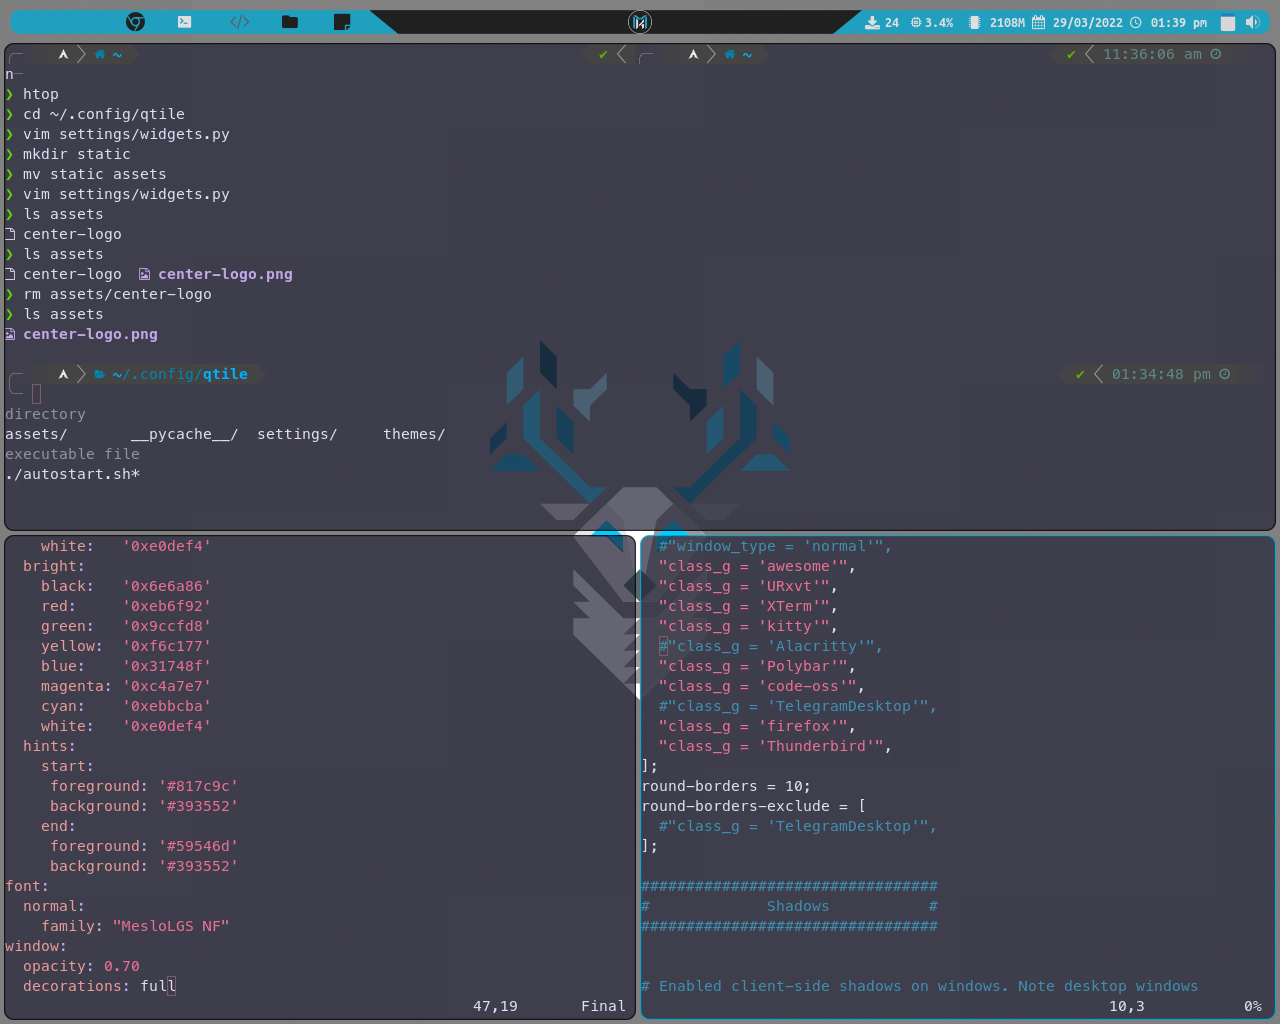 24 3.4% 2108M 29/03/2022 01:39 pm
~ ✔ ~ ✔ 11:36:06 am
n
❯ htop
❯ cd ~/.config/qtile
❯ vim settings/widgets.py
❯ mkdir static
❯ mv static assets
❯ vim settings/widgets.py
❯ ls assets
center-logo
❯ ls assets
center-logo center-logo.png
❯ rm assets/center-logo
❯ ls assets
center-logo.png
~/.config/qtile ✔ 01:34:48 pm
directory
assets/ __pycache__/ settings/ themes/
executable file
./autostart.sh*
white: '0xe0def4'
bright:
black: '0x6e6a86'
red: '0xeb6f92'
green: '0x9ccfd8'
yellow: '0xf6c177'
blue: '0x31748f'
magenta: '0xc4a7e7'
cyan: '0xebbcba'
white: '0xe0def4'
hints:
start:
foreground: '#817c9c'
background: '#393552'
end:
foreground: '#59546d'
background: '#393552'
font:
normal:
family: "MesloLGS NF"
window:
opacity: 0.70
decorations: full
47,19 Final
#"window_type = 'normal'",
"class_g = 'awesome'",
"class_g = 'URxvt'",
"class_g = 'XTerm'",
"class_g = 'kitty'",
#"class_g = 'Alacritty'",
"class_g = 'Polybar'",
"class_g = 'code-oss'",
#"class_g = 'TelegramDesktop'",
"class_g = 'firefox'",
"class_g = 'Thunderbird'",
];
round-borders = 10;
round-borders-exclude = [
#"class_g = 'TelegramDesktop'",
];
#################################
# Shadows #
#################################
# Enabled client-side shadows on windows. Note desktop windows
10,3 0%